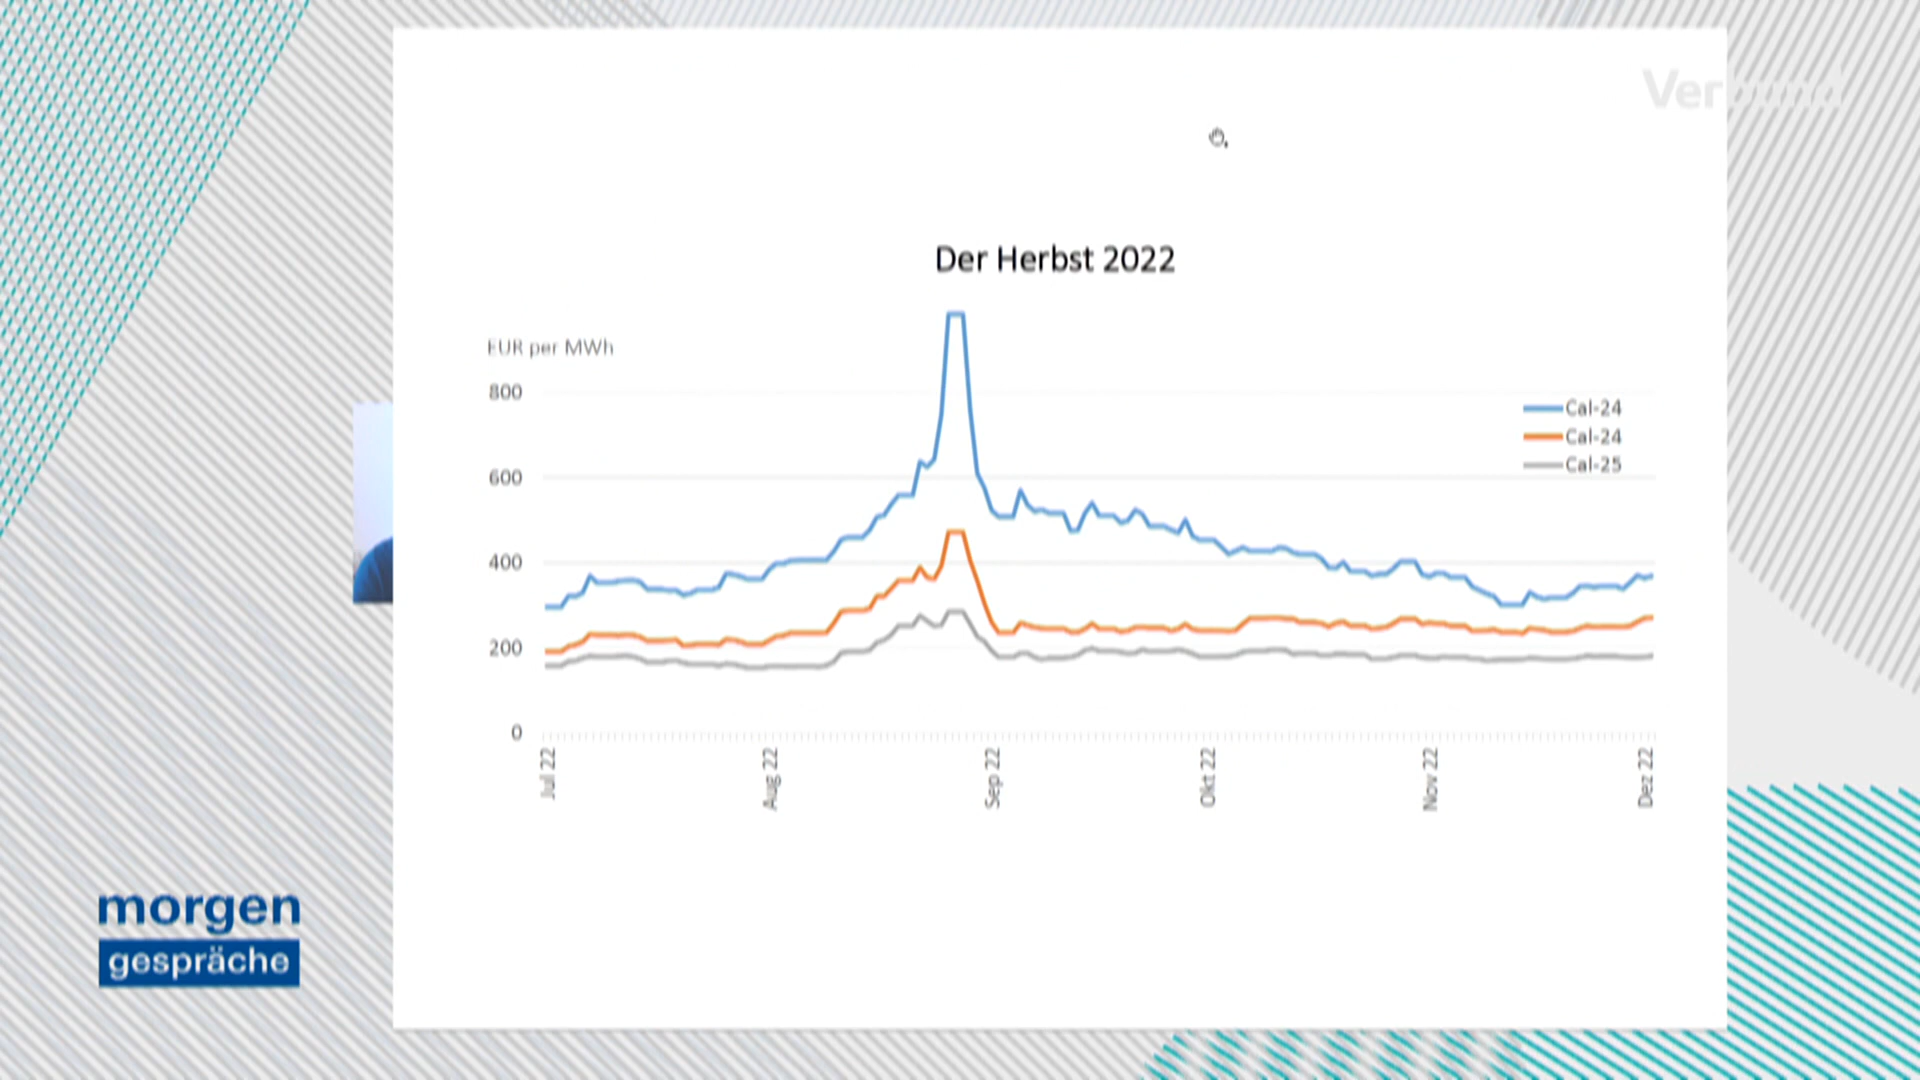 Verbund
Der Herbst 2022
EUR per MWh
800
600
400
200
0
Cal-24
Cal-24
Cal-25
Jul 22
Aug 22
Sep 22
Okt 22
Nov 22
Dez 22
morgen
gespräche